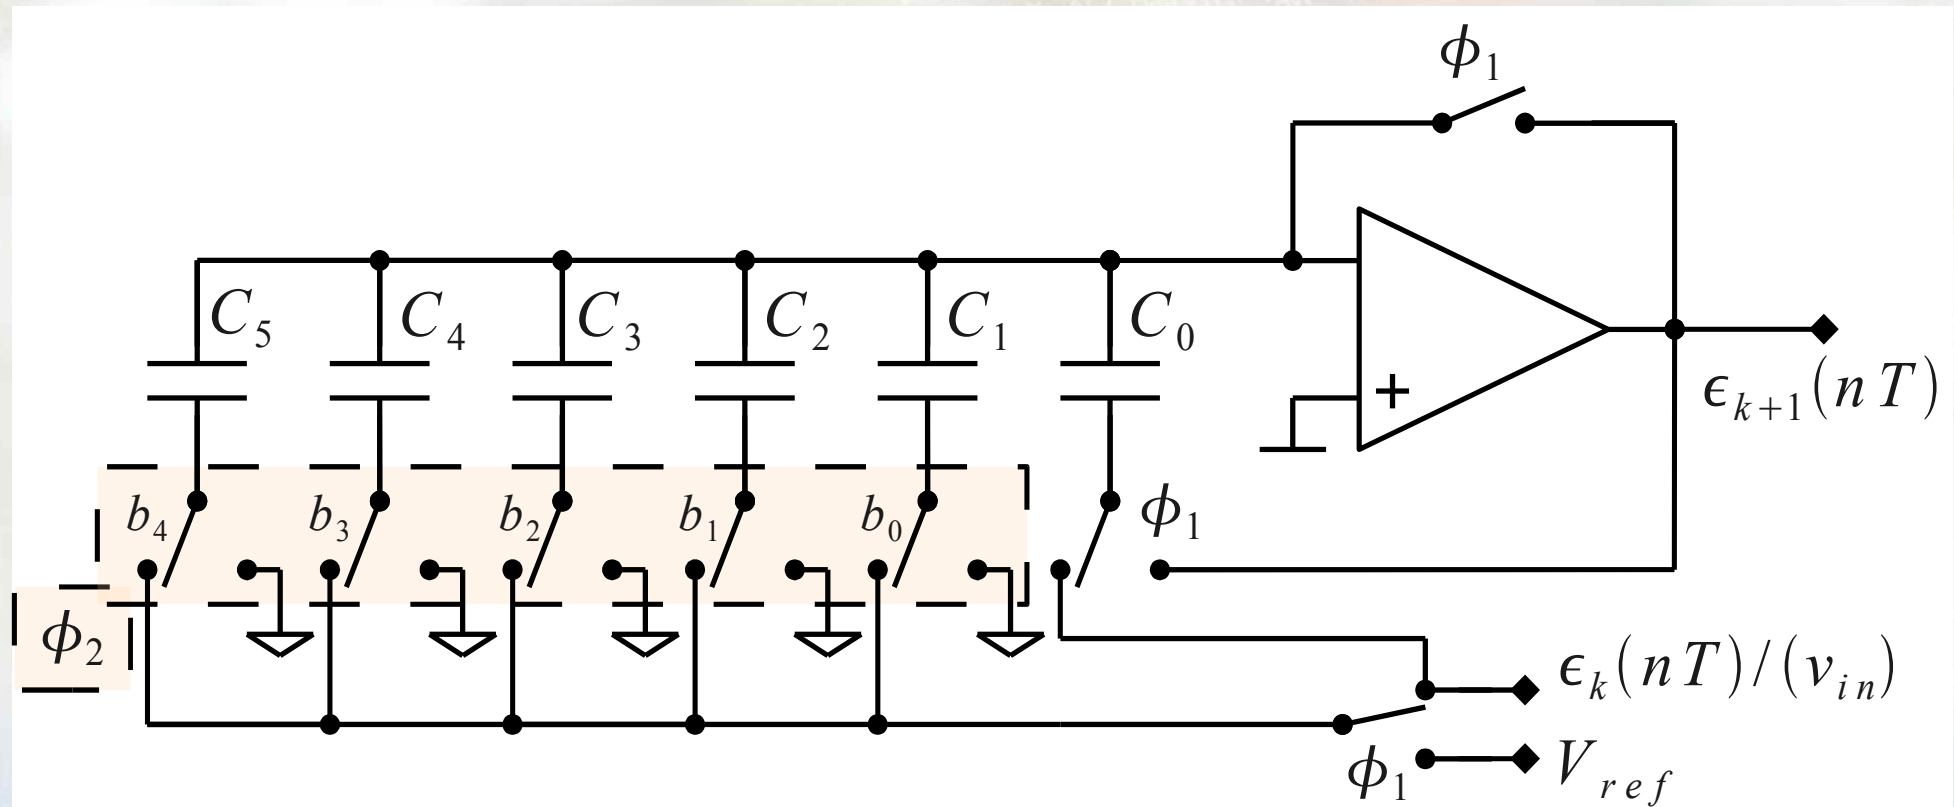 ϕ₁
C₅ C₄ C₃ C₂ C₁ C₀
+
ϵₖ₊₁(nT)
b₄ b₃ b₂ b₁ b₀ ϕ₁
ϕ₂
ϵₖ(nT)/(vᵢₙ)
ϕ₁ V_ref